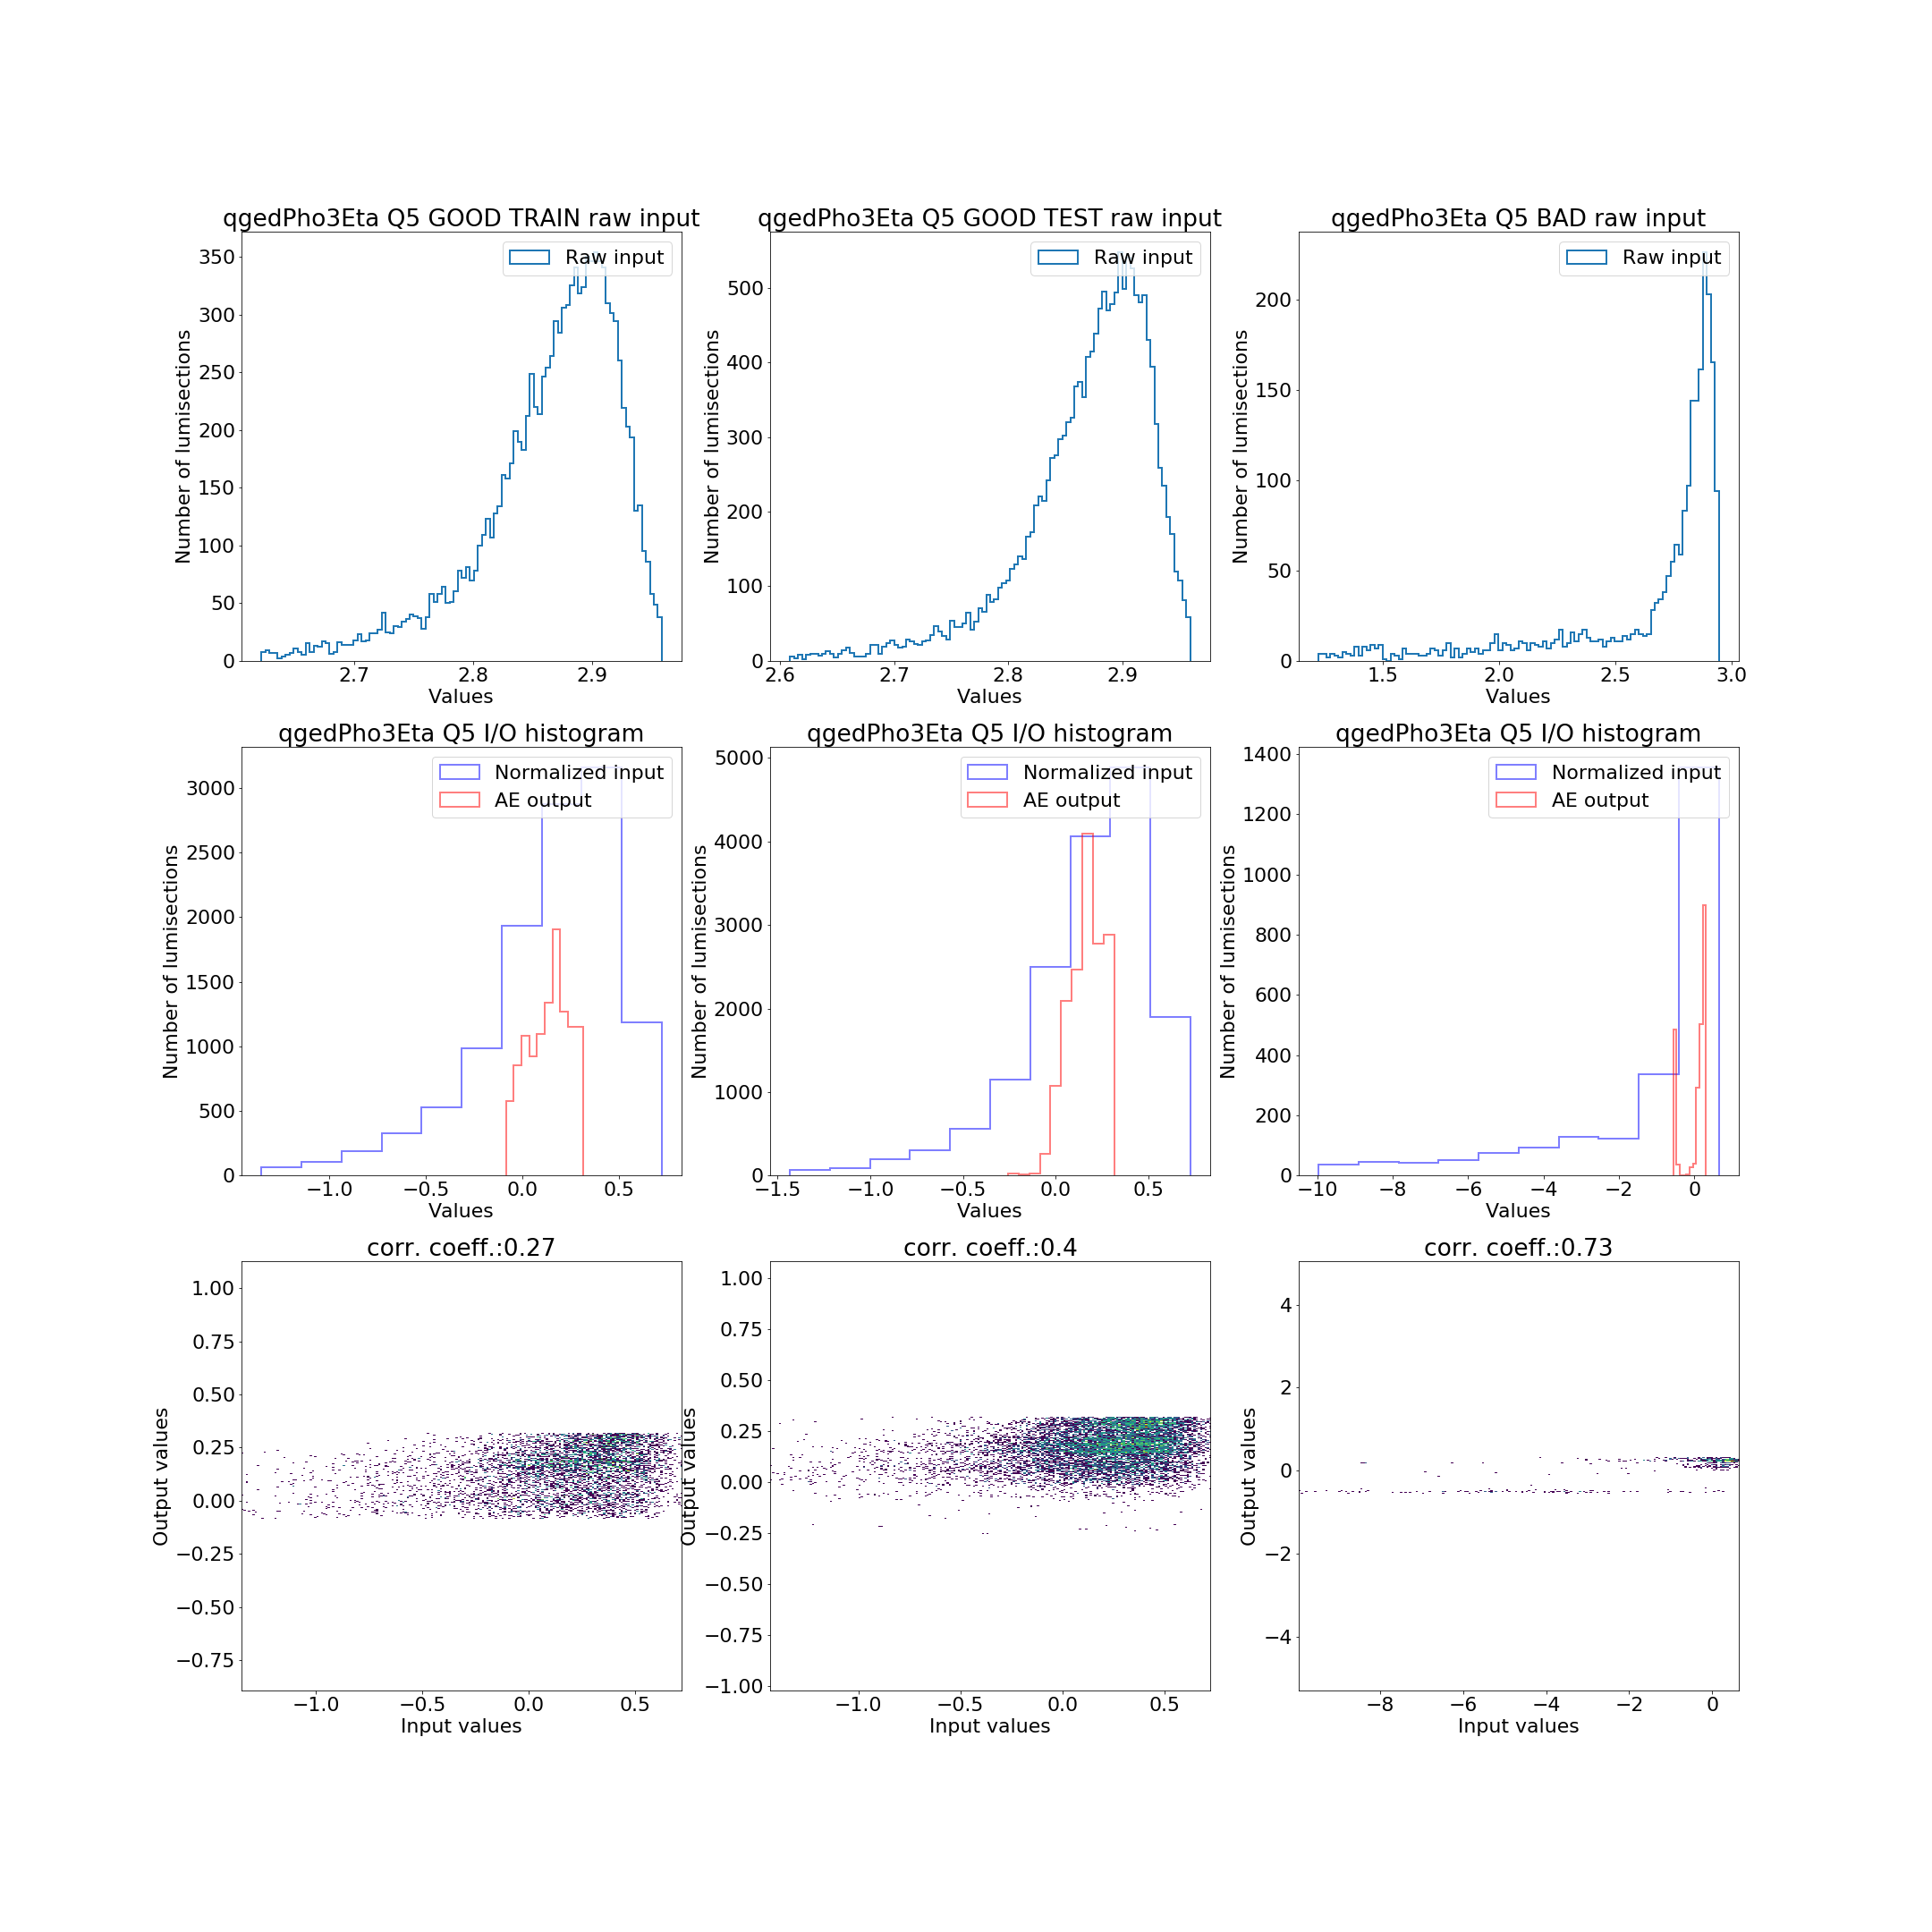 qgedPho3Eta Q5 GOOD TRAIN raw input
Raw input
350
300
250
200
150
100
50
0
2.7 2.8 2.9
Values
Number of lumisections
qgedPho3Eta Q5 GOOD TEST raw input
Raw input
500
400
300
200
100
0
2.6 2.7 2.8 2.9
Values
Number of lumisections
qgedPho3Eta Q5 BAD raw input
Raw input
200
150
100
50
0
1.5 2.0 2.5 3.0
Values
Number of lumisections
qgedPho3Eta Q5 I/O histogram
Normalized input
AE output
3000
2500
2000
1500
1000
500
0
−1.0 −0.5 0.0 0.5
Values
Number of lumisections
qgedPho3Eta Q5 I/O histogram
Normalized input
AE output
5000
4000
3000
2000
1000
0
−1.5 −1.0 −0.5 0.0 0.5
Values
Number of lumisections
qgedPho3Eta Q5 I/O histogram
Normalized input
AE output
1400
1200
1000
800
600
400
200
0
−10 −8 −6 −4 −2 0
Values
Number of lumisections
corr. coeff.:0.27
1.00
0.75
0.50
0.25
0.00
−0.25
−0.50
−0.75
−1.0 −0.5 0.0 0.5
Input values
Output values
corr. coeff.:0.4
1.00
0.75
0.50
0.25
0.00
−0.25
−0.50
−0.75
−1.00
−1.0 −0.5 0.0 0.5
Input values
Output values
corr. coeff.:0.73
4
2
0
−2
−4
−8 −6 −4 −2 0
Input values
Output values